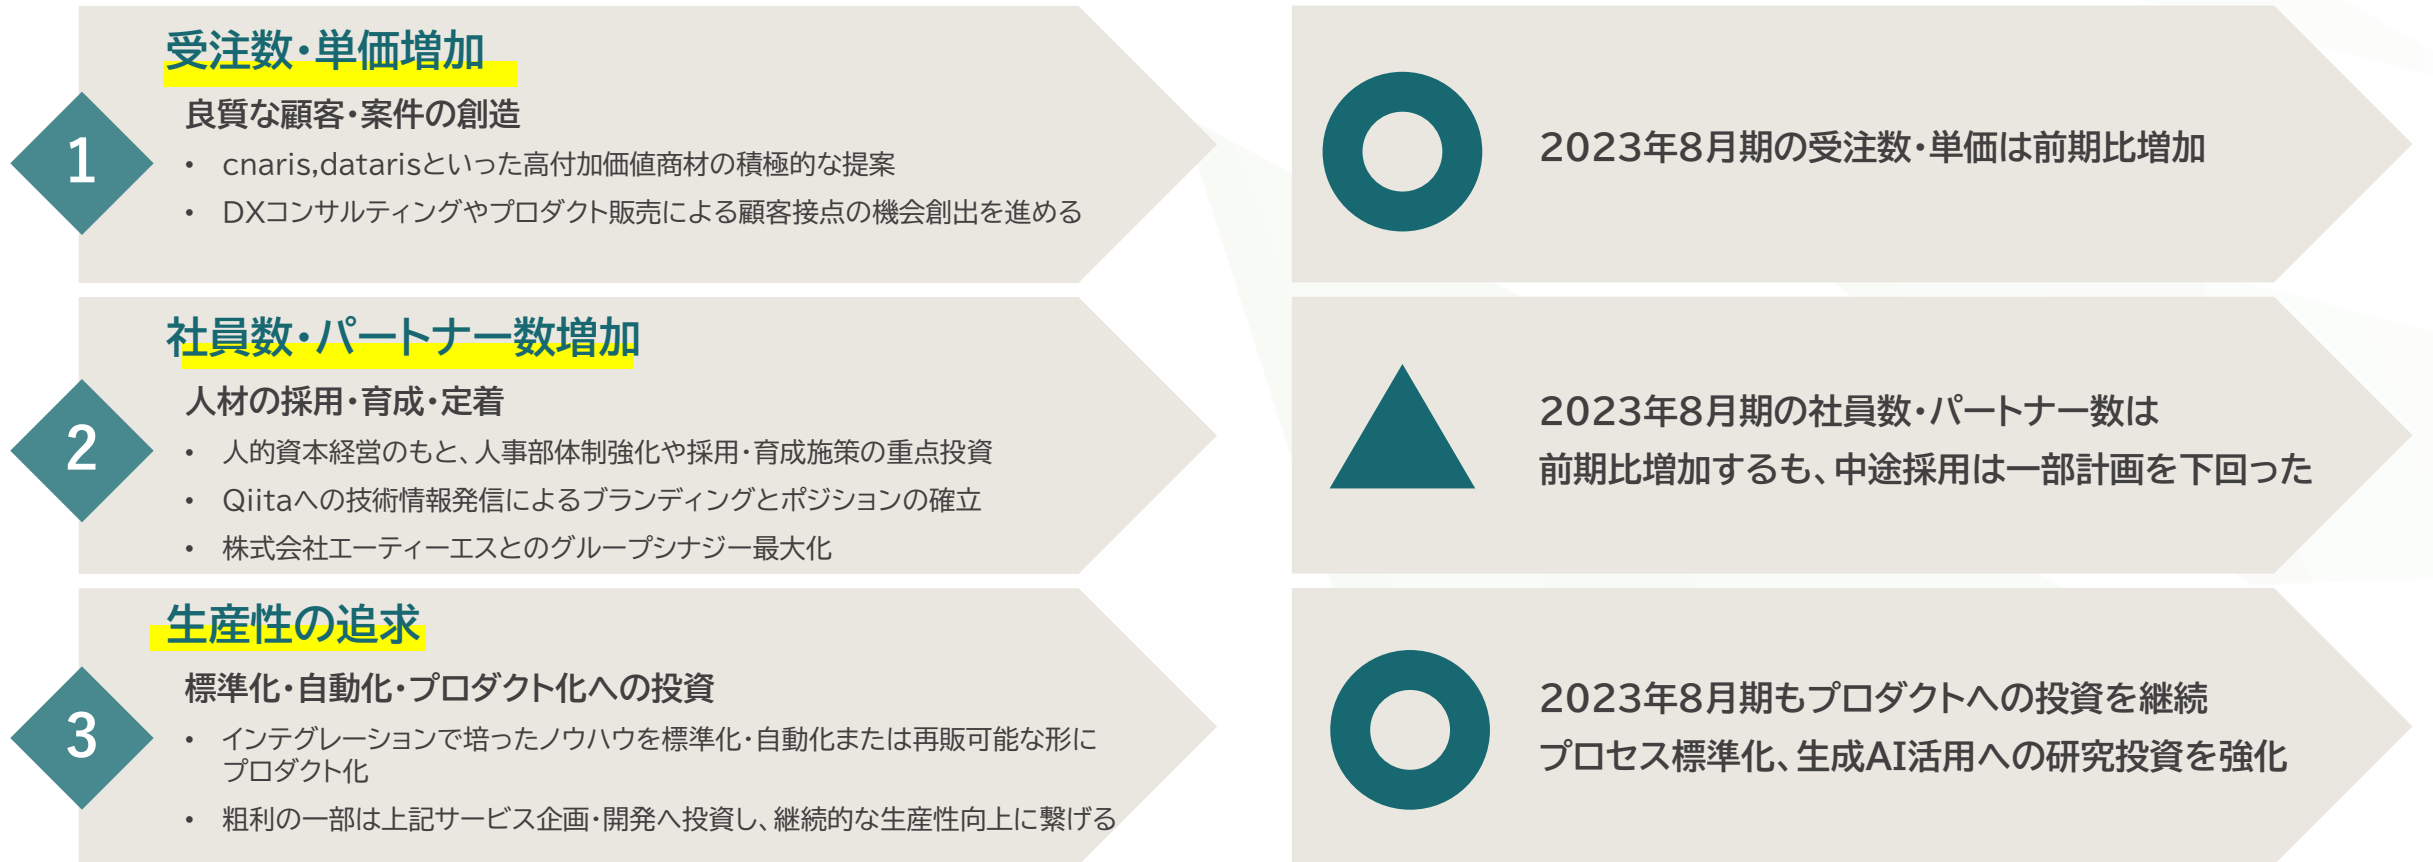 受注数・単価増加
1
良質な顧客・案件の創造
• cnaris,datarisといった高付加価値商材の積極的な提案
• DXコンサルティングやプロダクト販売による顧客接点の機会創出を進める
2023年8月期の受注数・単価は前期比増加
社員数・パートナー数増加
2
人材の採用・育成・定着
• 人的資本経営のもと、人事部体制強化や採用・育成施策の重点投資
• Qiitaへの技術情報発信によるブランディングとポジションの確立
• 株式会社エーティーエスとのグループシナジー最大化
2023年8月期の社員数・パートナー数は
前期比増加するも、中途採用は一部計画を下回った
生産性の追求
3
標準化・自動化・プロダクト化への投資
• インテグレーションで培ったノウハウを標準化・自動化または再販可能な形に
プロダクト化
• 粗利の一部は上記サービス企画・開発へ投資し、継続的な生産性向上に繋げる
2023年8月期もプロダクトへの投資を継続
プロセス標準化、生成AI活用への研究投資を強化